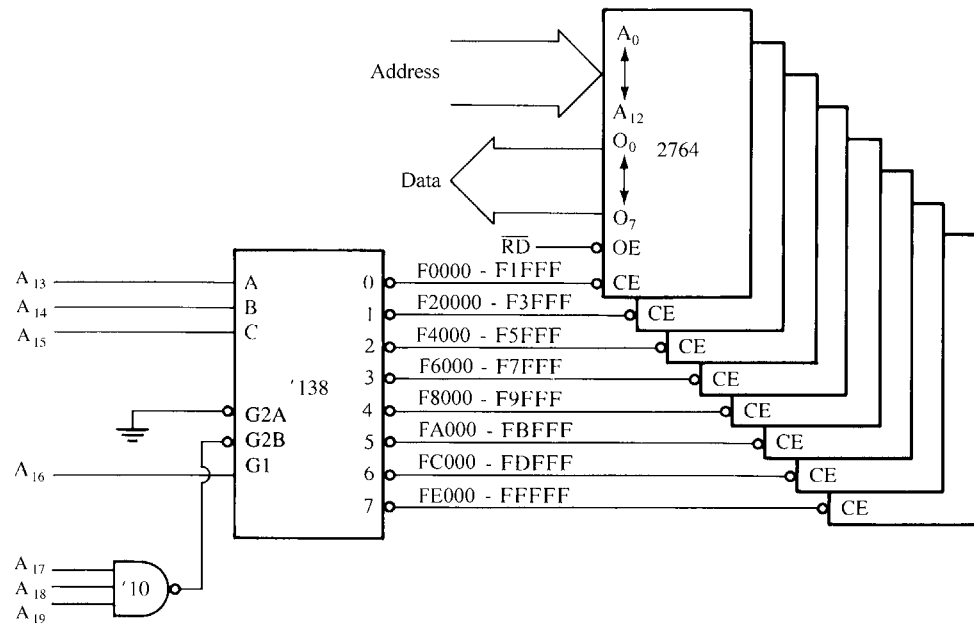 A0
Address
A12
O0
2764
Data
O7
RD
OE
A13
A
0
F0000 - F1FFF
CE
A14
B
1
F20000 - F3FFF
CE
A15
C
2
F4000 - F5FFF
CE
'138
3
F6000 - F7FFF
CE
G2A
4
F8000 - F9FFF
CE
G2B
5
FA000 - FBFFF
CE
A16
G1
6
FC000 - FDFFF
CE
7
FE000 - FFFFF
CE
A17
A18
'10
A19